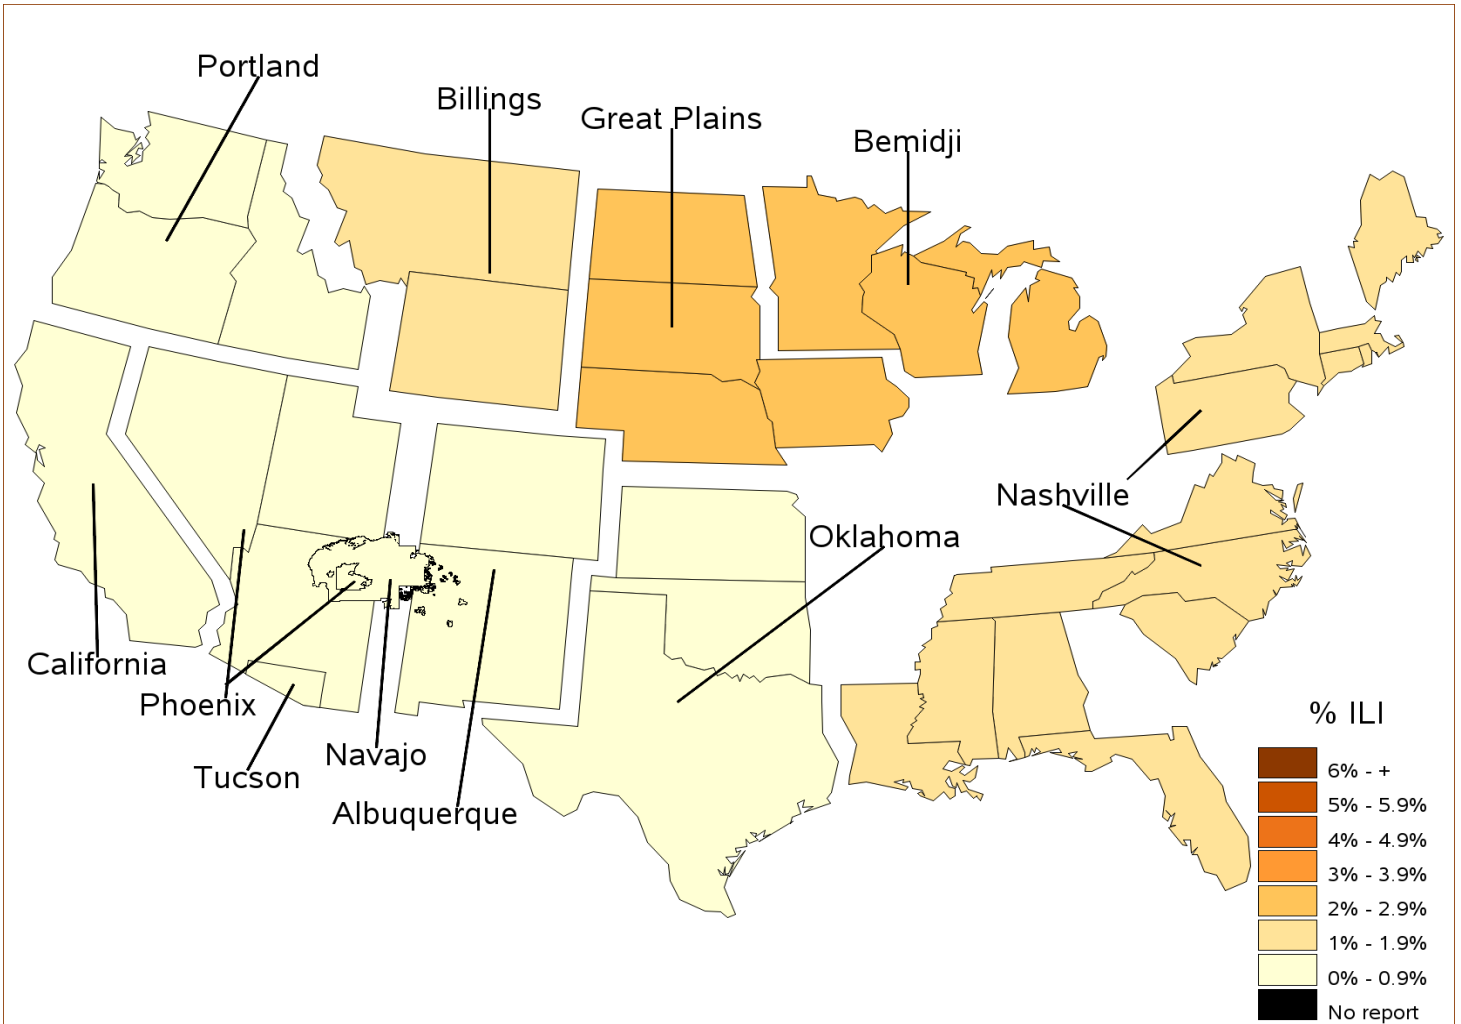 Portland
Billings
Great Plains
Bemidji
Nashville
Oklahoma
California
Phoenix
Navajo
Tucson
Albuquerque
% ILI
6% - +
5% - 5.9%
4% - 4.9%
3% - 3.9%
2% - 2.9%
1% - 1.9%
0% - 0.9%
No report